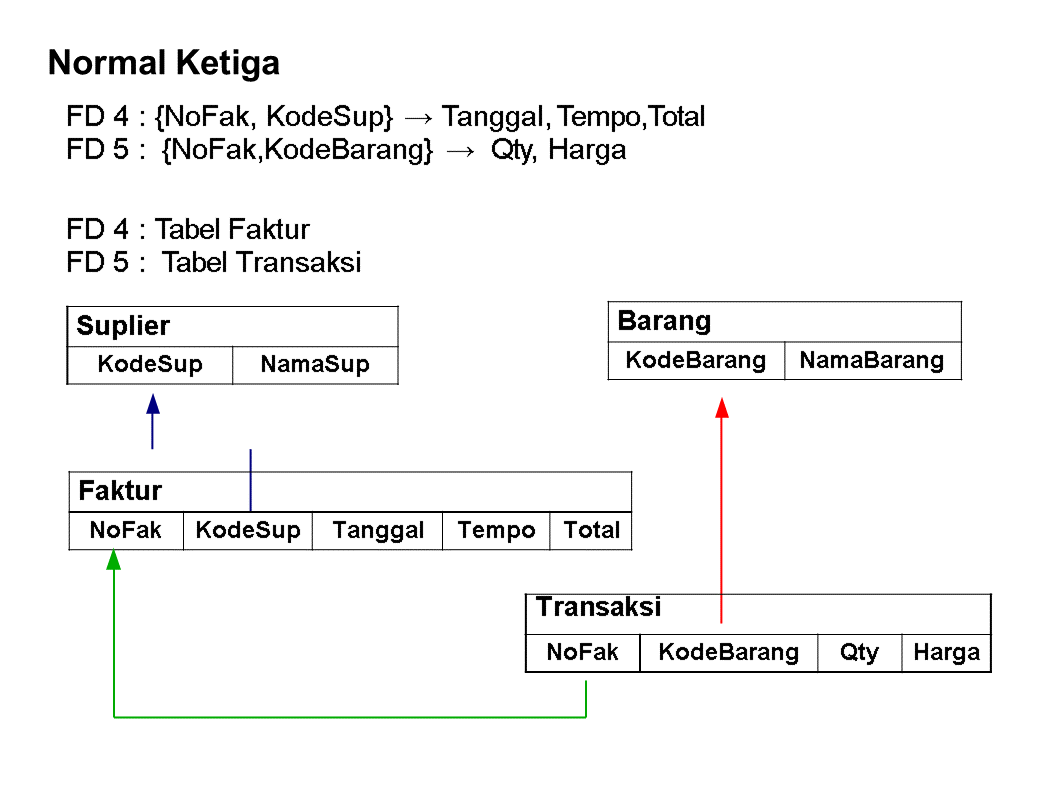 Normal Ketiga
FD 4 : {NoFak, KodeSup} → Tanggal, Tempo,Total
FD 5 : {NoFak,KodeBarang} → Qty, Harga
FD 4 : Tabel Faktur
FD 5 : Tabel Transaksi
Suplier
KodeSup NamaSup
Barang
KodeBarang NamaBarang
Faktur
NoFak KodeSup Tanggal Tempo Total
Transaksi
NoFak KodeBarang Qty Harga